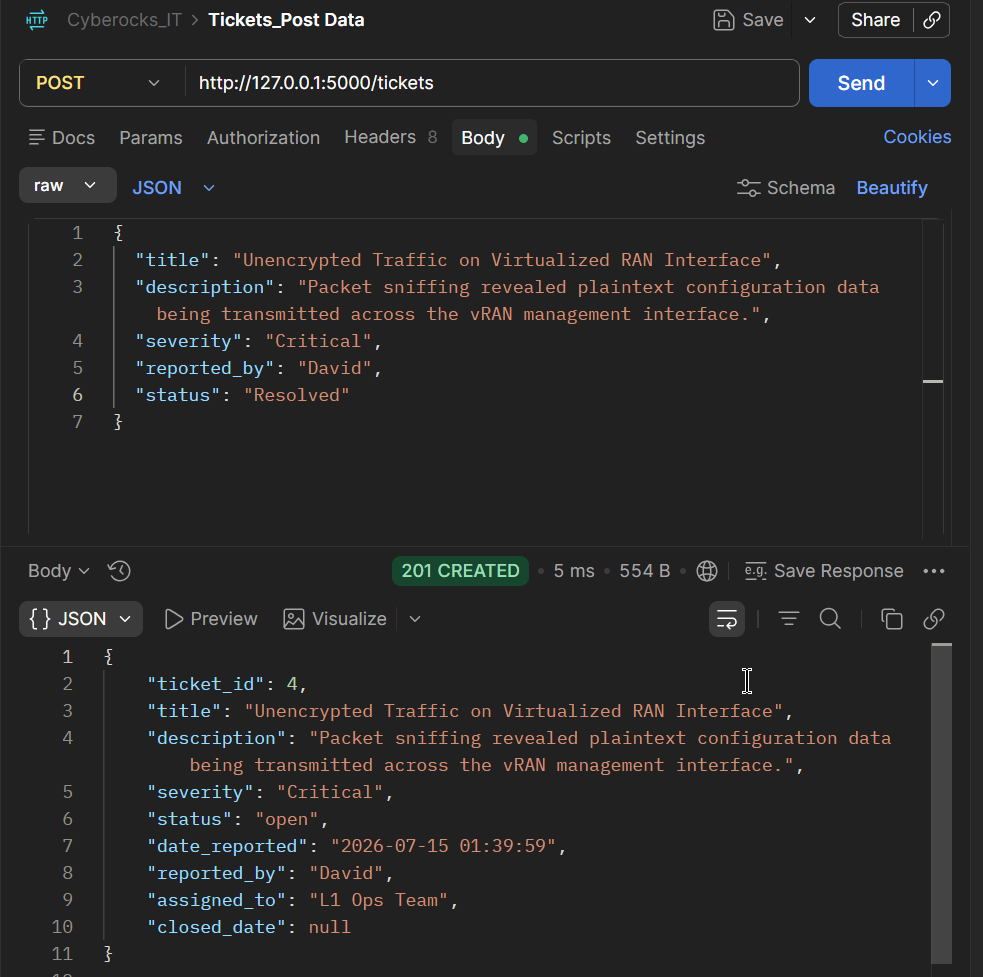 HTTP Cyberocks_IT > Tickets_Post Data Save Share
POST http://127.0.0.1:5000/tickets Send
Docs Params Authorization Headers 8 Body Scripts Settings Cookies
raw JSON Schema Beautify
1 {
2 "title": "Unencrypted Traffic on Virtualized RAN Interface",
3 "description": "Packet sniffing revealed plaintext configuration data
being transmitted across the vRAN management interface.",
4 "severity": "Critical",
5 "reported_by": "David",
6 "status": "Resolved"
7 }
Body 201 CREATED • 5 ms • 554 B • e.g. Save Response •••
{} JSON Preview Visualize
1 {
2 "ticket_id": 4,
3 "title": "Unencrypted Traffic on Virtualized RAN Interface",
4 "description": "Packet sniffing revealed plaintext configuration data
being transmitted across the vRAN management interface.",
5 "severity": "Critical",
6 "status": "open",
7 "date_reported": "2026-07-15 01:39:59",
8 "reported_by": "David",
9 "assigned_to": "L1 Ops Team",
10 "closed_date": null
11 }